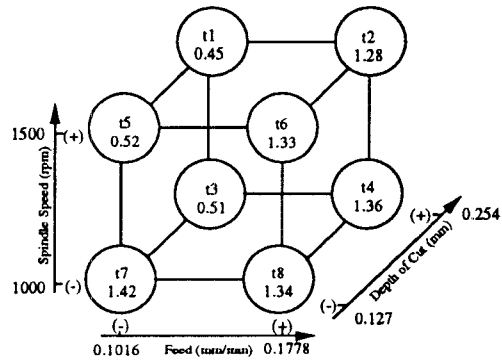 t1
0.45
t2
1.28
t5
0.52
t6
1.33
1500 (+)
t3
0.51
t4
1.36
Spindle Speed (rpm)
(+) 0.254
Depth of Cut (mm)
t7
1.42
t8
1.34
1000 (-)
(-) 0.127
(-) (+)
0.1016 Feed (mm/min) 0.1778